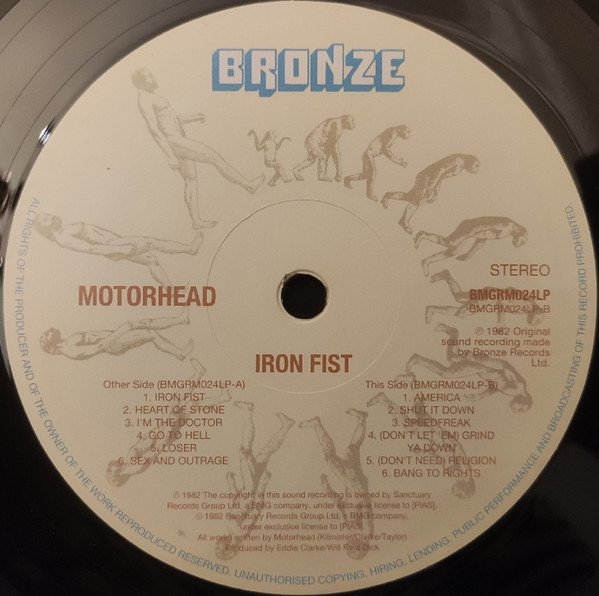 BRONZE
MOTORHEAD
STEREO
BMGRM024LP
BMGRM024LP-B
℗ 1982 Original
sound recording made
by Bronze Records
Ltd.
IRON FIST
Other Side (BMGRM024LP-A)
1. IRON FIST
2. HEART OF STONE
3. I'M THE DOCTOR
4. GO TO HELL
5. LOSER
6. SEX AND OUTRAGE
This Side (BMGRM024LP-B)
1. AMERICA
2. SHUT IT DOWN
3. SPEEDFREAK
4. (DON'T LET 'EM) GRIND
YA DOWN
5. (DON'T NEED) RELIGION
6. BANG TO RIGHTS
℗ 1982 The copyright in this sound recording is owned by Sanctuary
Records Group Ltd., a BMG company, under exclusive license to [PIAS].
© 1982 Sanctuary Records Group Ltd., a BMG company,
under exclusive license to [PIAS].
All works written by Motorhead (Kilmister/Clarke/Taylor)
Produced by Eddie Clarke/Will Reid Dick
ALL RIGHTS OF THE PRODUCER AND OF THE OWNER OF THE WORK REPRODUCED RESERVED. UNAUTHORISED COPYING, HIRING, LENDING, PUBLIC PERFORMANCE AND BROADCASTING OF THIS RECORD PROHIBITED.